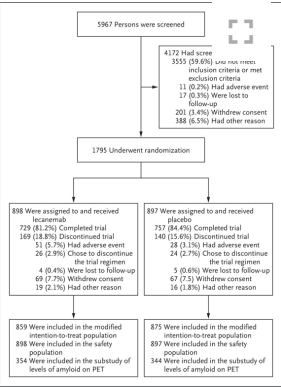 5967 Persons were screened
4172 Had scree
3555 (59.6%) Did not meet
inclusion criteria or met
exclusion criteria
11 (0.2%) Had adverse event
17 (0.3%) Were lost to
follow-up
201 (3.4%) Withdrew consent
388 (6.5%) Had other reason
1795 Underwent randomization
898 Were assigned to and received
lecanemab
729 (81.2%) Completed trial
169 (18.8%) Discontinued trial
51 (5.7%) Had adverse event
26 (2.9%) Chose to discontinue
the trial regimen
4 (0.4%) Were lost to follow-up
69 (7.7%) Withdrew consent
19 (2.1%) Had other reason
897 Were assigned to and received
placebo
757 (84.4%) Completed trial
140 (15.6%) Discontinued trial
28 (3.1%) Had adverse event
24 (2.7%) Chose to discontinue
the trial regimen
5 (0.6%) Were lost to follow-up
67 (7.5) Withdrew consent
16 (1.8%) Had other reason
859 Were included in the modified
intention-to-treat population
898 Were included in the safety
population
354 Were included in the substudy of
levels of amyloid on PET
875 Were included in the modified
intention-to-treat population
897 Were included in the safety
population
344 Were included in the substudy of
levels of amyloid on PET